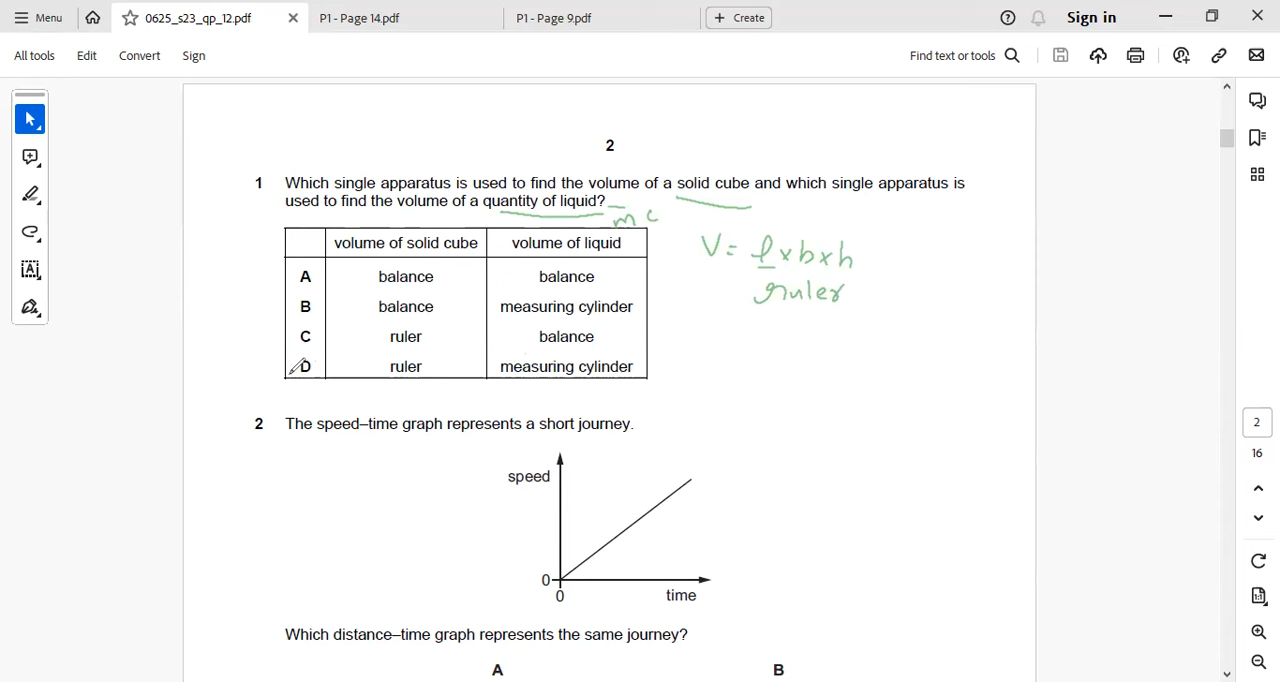 Menu
0625_s23_qp_12.pdf
P1 - Page 14.pdf
P1 - Page 9.pdf
+ Create
Sign in
All tools
Edit
Convert
Sign
Find text or tools
2
1 Which single apparatus is used to find the volume of a solid cube and which single apparatus is
used to find the volume of a quantity of liquid?
m c
volume of solid cube volume of liquid
V = l x b x h
A balance balance
ruler
B balance measuring cylinder
C ruler balance
D ruler measuring cylinder
2 The speed–time graph represents a short journey.
speed
0
0
time
Which distance–time graph represents the same journey?
A B
2
16
1:1